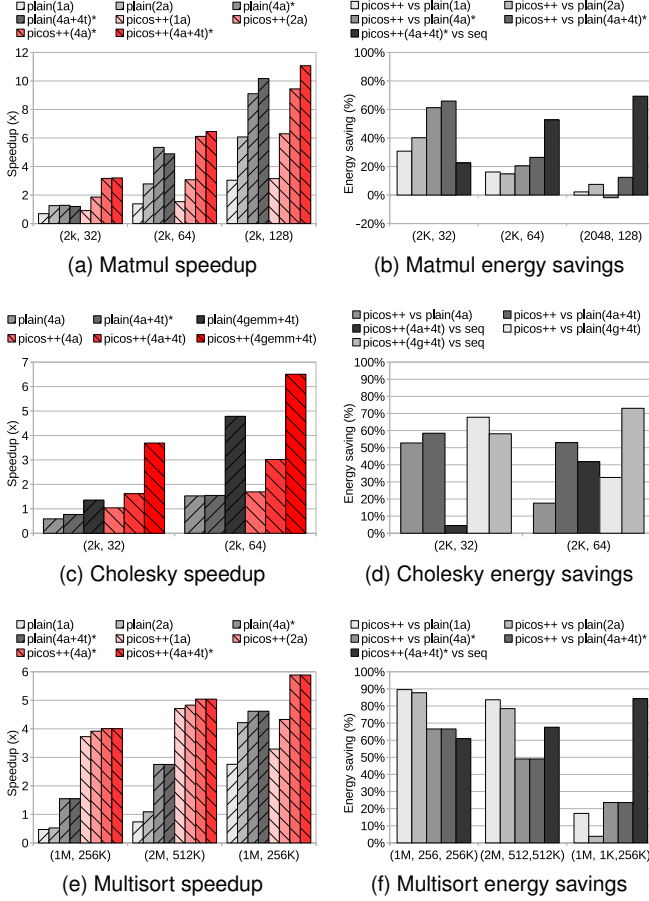 plain(1a) plain(2a) plain(4a)*
plain(4a+4t)* picos++(1a) picos++(2a)
picos++(4a)* picos++(4a+4t)*
12
10
8
6
4
2
0
Speedup (x)
(2k, 32) (2k, 64) (2k, 128)
(a) Matmul speedup
picos++ vs plain(1a) picos++ vs plain(2a)
picos++ vs plain(4a)* picos++ vs plain(4a+4t)*
picos++(4a+4t)* vs seq
100%
80%
60%
40%
20%
0%
-20%
Energy saving (%)
(2K, 32) (2K, 64) (2048, 128)
(b) Matmul energy savings
plain(4a) plain(4a+4t)* plain(4gemm+4t)
picos++(4a) picos++(4a+4t) picos++(4gemm+4t)
7
6
5
4
3
2
1
0
Speedup (x)
(2k, 32) (2k, 64)
(c) Cholesky speedup
picos++ vs plain(4a) picos++ vs plain(4a+4t)
picos++(4a+4t) vs seq picos++ vs plain(4g+4t)
picos++(4g+4t) vs seq
100%
90%
80%
70%
60%
50%
40%
30%
20%
10%
0%
Energy saving (%)
(2K, 32) (2K, 64)
(d) Cholesky energy savings
plain(1a) plain(2a) plain(4a)*
plain(4a+4t)* picos++(1a) picos++(2a)
picos++(4a)* picos++(4a+4t)*
6
5
4
3
2
1
0
Speedup (x)
(1M, 256K) (2M, 512K) (1M, 256K)
(e) Multisort speedup
picos++ vs plain(1a) picos++ vs plain(2a)
picos++ vs plain(4a)* picos++ vs plain(4a+4t)*
picos++(4a+4t)* vs seq
100%
90%
80%
70%
60%
50%
40%
30%
20%
10%
0%
Energy saving (%)
(1M, 256, 256K) (2M, 512,512K) (1M, 1K,256K)
(f) Multisort energy savings